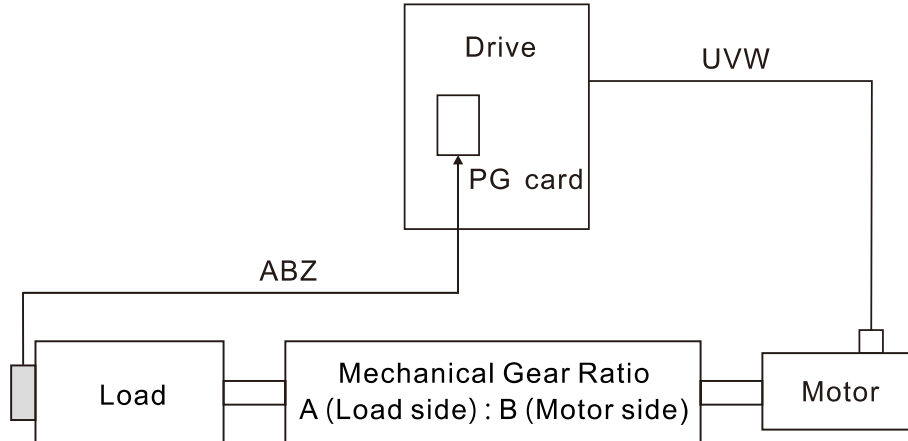 Drive
UVW
PG card
ABZ
Load
Mechanical Gear Ratio
A (Load side) : B (Motor side)
Motor